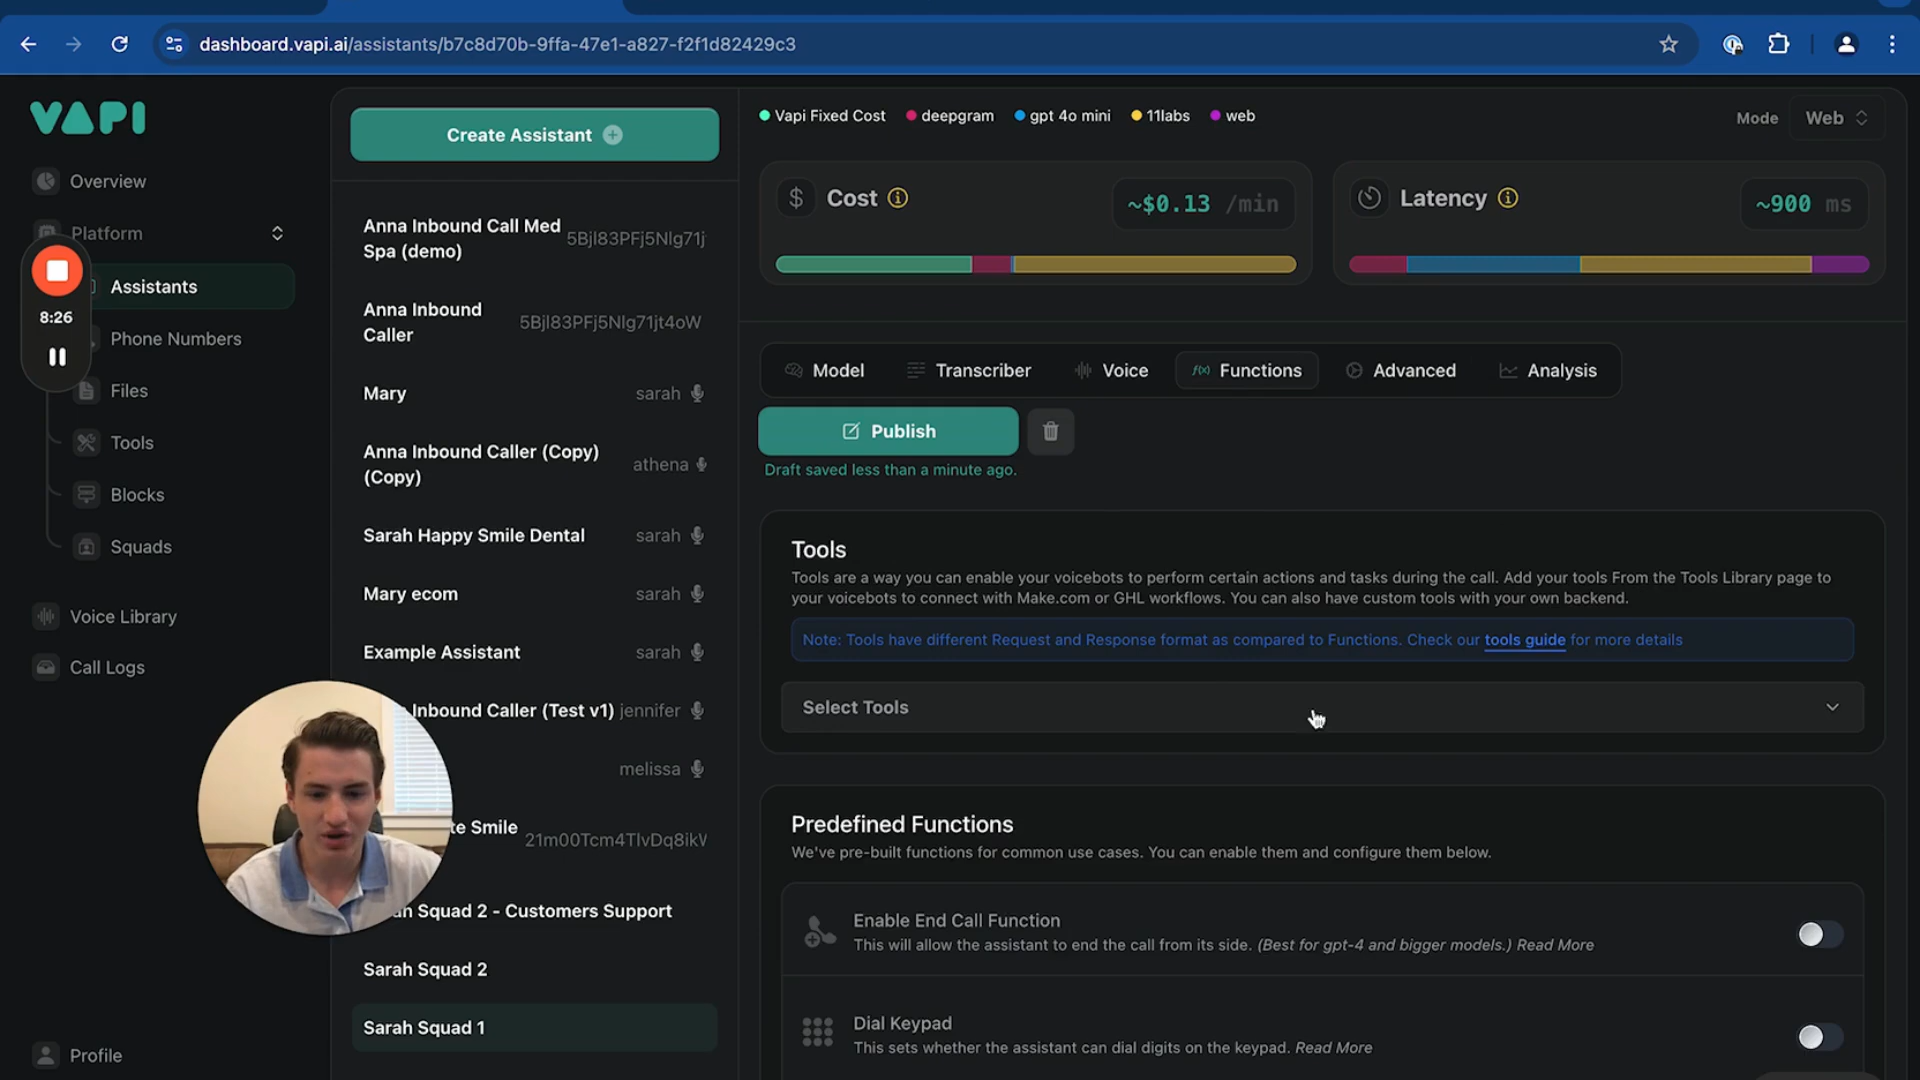 dashboard.vapi.ai/assistants/b7c8d70b-9ffa-47e1-a827-f2f1d82429c3
VAPI
Overview
Platform
Assistants
8:26
Phone Numbers
Files
Tools
Blocks
Squads
Voice Library
Call Logs
Profile
Create Assistant
Anna Inbound Call Med
Spa (demo)
5Bjl83PFj5Nlg71j
Anna Inbound
Caller
5Bjl83PFj5Nlg71jt4oW
Mary sarah
Anna Inbound Caller (Copy)
(Copy)
athena
Sarah Happy Smile Dental sarah
Mary ecom sarah
Example Assistant sarah
Inbound Caller (Test v1) jennifer
melissa
te Smile
21m00Tcm4TlvDq8ikV
Squad 2 - Customers Support
Sarah Squad 2
Sarah Squad 1
Vapi Fixed Cost deepgram gpt 4o mini 11labs web
Mode Web
Cost ~$0.13 /min
Latency ~900 ms
Model Transcriber Voice f(x) Functions Advanced Analysis
Publish
Draft saved less than a minute ago.
Tools
Tools are a way you can enable your voicebots to perform certain actions and tasks during the call. Add your tools From the Tools Library page to
your voicebots to connect with Make.com or GHL workflows. You can also have custom tools with your own backend.
Note: Tools have different Request and Response format as compared to Functions. Check our tools guide for more details
Select Tools
Predefined Functions
We've pre-built functions for common use cases. You can enable them and configure them below.
Enable End Call Function
This will allow the assistant to end the call from its side. (Best for gpt-4 and bigger models.) Read More
Dial Keypad
This sets whether the assistant can dial digits on the keypad. Read More